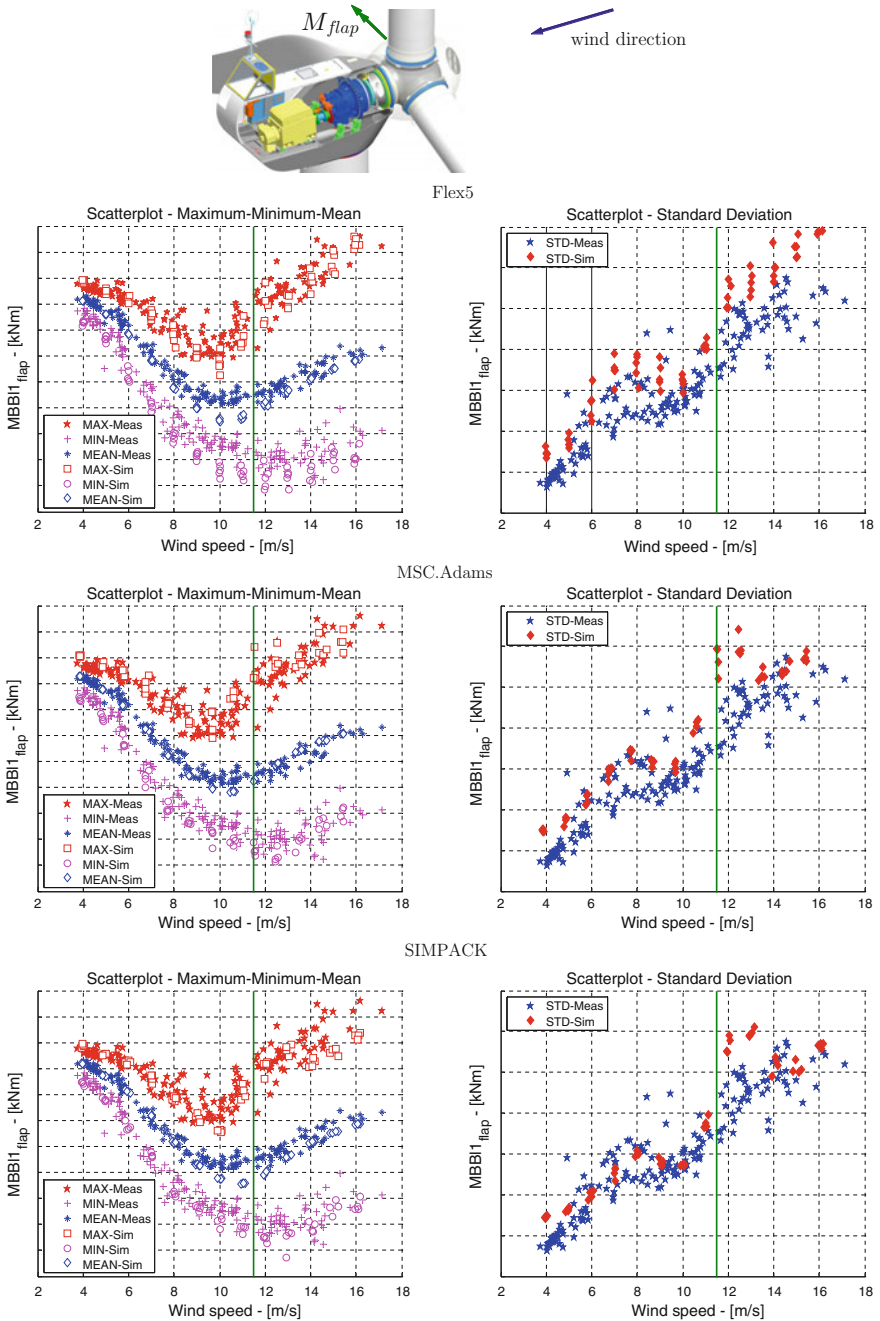 M_flap
wind direction
Flex5
Scatterplot - Maximum-Minimum-Mean
MBBl1_flap - [kNm]
MAX-Meas
MIN-Meas
MEAN-Meas
MAX-Sim
MIN-Sim
MEAN-Sim
2 4 6 8 10 12 14 16 18
Wind speed - [m/s]
Scatterplot - Standard Deviation
MBBl1_flap - [kNm]
STD-Meas
STD-Sim
2 4 6 8 10 12 14 16 18
Wind speed - [m/s]
MSC.Adams
Scatterplot - Maximum-Minimum-Mean
MBBl1_flap - [kNm]
MAX-Meas
MIN-Meas
MEAN-Meas
MAX-Sim
MIN-Sim
MEAN-Sim
2 4 6 8 10 12 14 16 18
Wind speed - [m/s]
Scatterplot - Standard Deviation
MBBl1_flap - [kNm]
STD-Meas
STD-Sim
2 4 6 8 10 12 14 16 18
Wind speed - [m/s]
SIMPACK
Scatterplot - Maximum-Minimum-Mean
MBBl1_flap - [kNm]
MAX-Meas
MIN-Meas
MEAN-Meas
MAX-Sim
MIN-Sim
MEAN-Sim
2 4 6 8 10 12 14 16 18
Wind speed - [m/s]
Scatterplot - Standard Deviation
MBBl1_flap - [kNm]
STD-Meas
STD-Sim
2 4 6 8 10 12 14 16 18
Wind speed - [m/s]